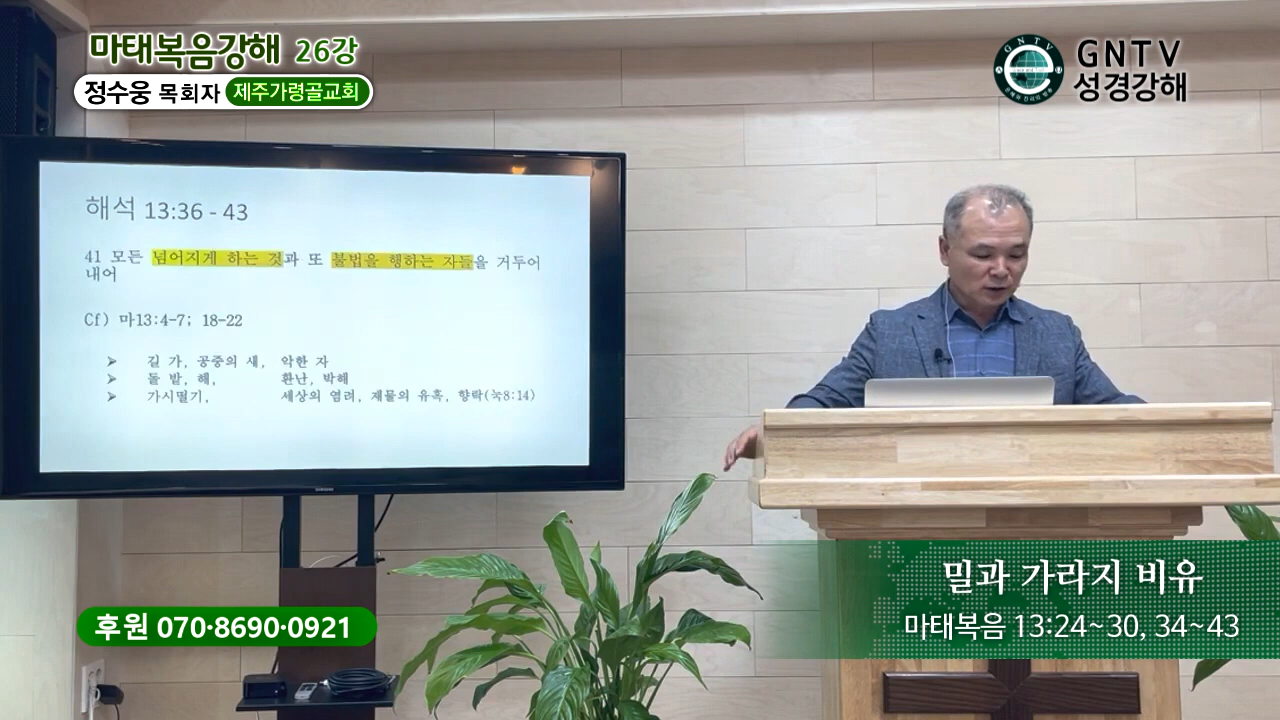 마태복음강해 26강
정수웅 목회자 제주가령골교회
GNTV
GNTV
성경강해
해석 13:36 - 43
41 모든 넘어지게 하는 것과 또 불법을 행하는 자들을 거두어
내어
Cf) 마13:4-7; 18-22
➤ 길 가, 공중의 새, 악한 자
➤ 돌 밭, 해, 환난, 박해
➤ 가시떨기, 세상의 염려, 재물의 유혹, 향락(눅8:14)
SAMSUNG
밀과 가라지 비유
마태복음 13:24~30, 34~43
후원 070·8690·0921